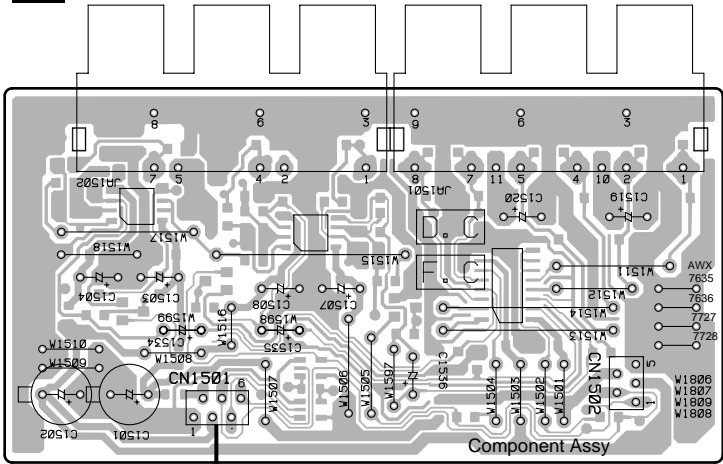 8
6
3
9
6
3
7
5
4
2
1
8
7
11
5
4
10
2
1
JA1502
JA1501
C1520
C1519
D.C
F.C
W1517
W1518
W1515
W1511
AWX
7635
7636
7727
7728
W1512
W1514
W1513
C1504
C1503
C1508
C1507
W1599
C1534
W1516
W1598
C1535
W1510
W1509
W1508
CN1501
6
1
W1507
W1506
W1505
W1597
C1536
W1504
W1503
W1502
W1501
CN1502
5
1
W1806
W1807
W1809
W1808
C1502
C1501
Component Assy